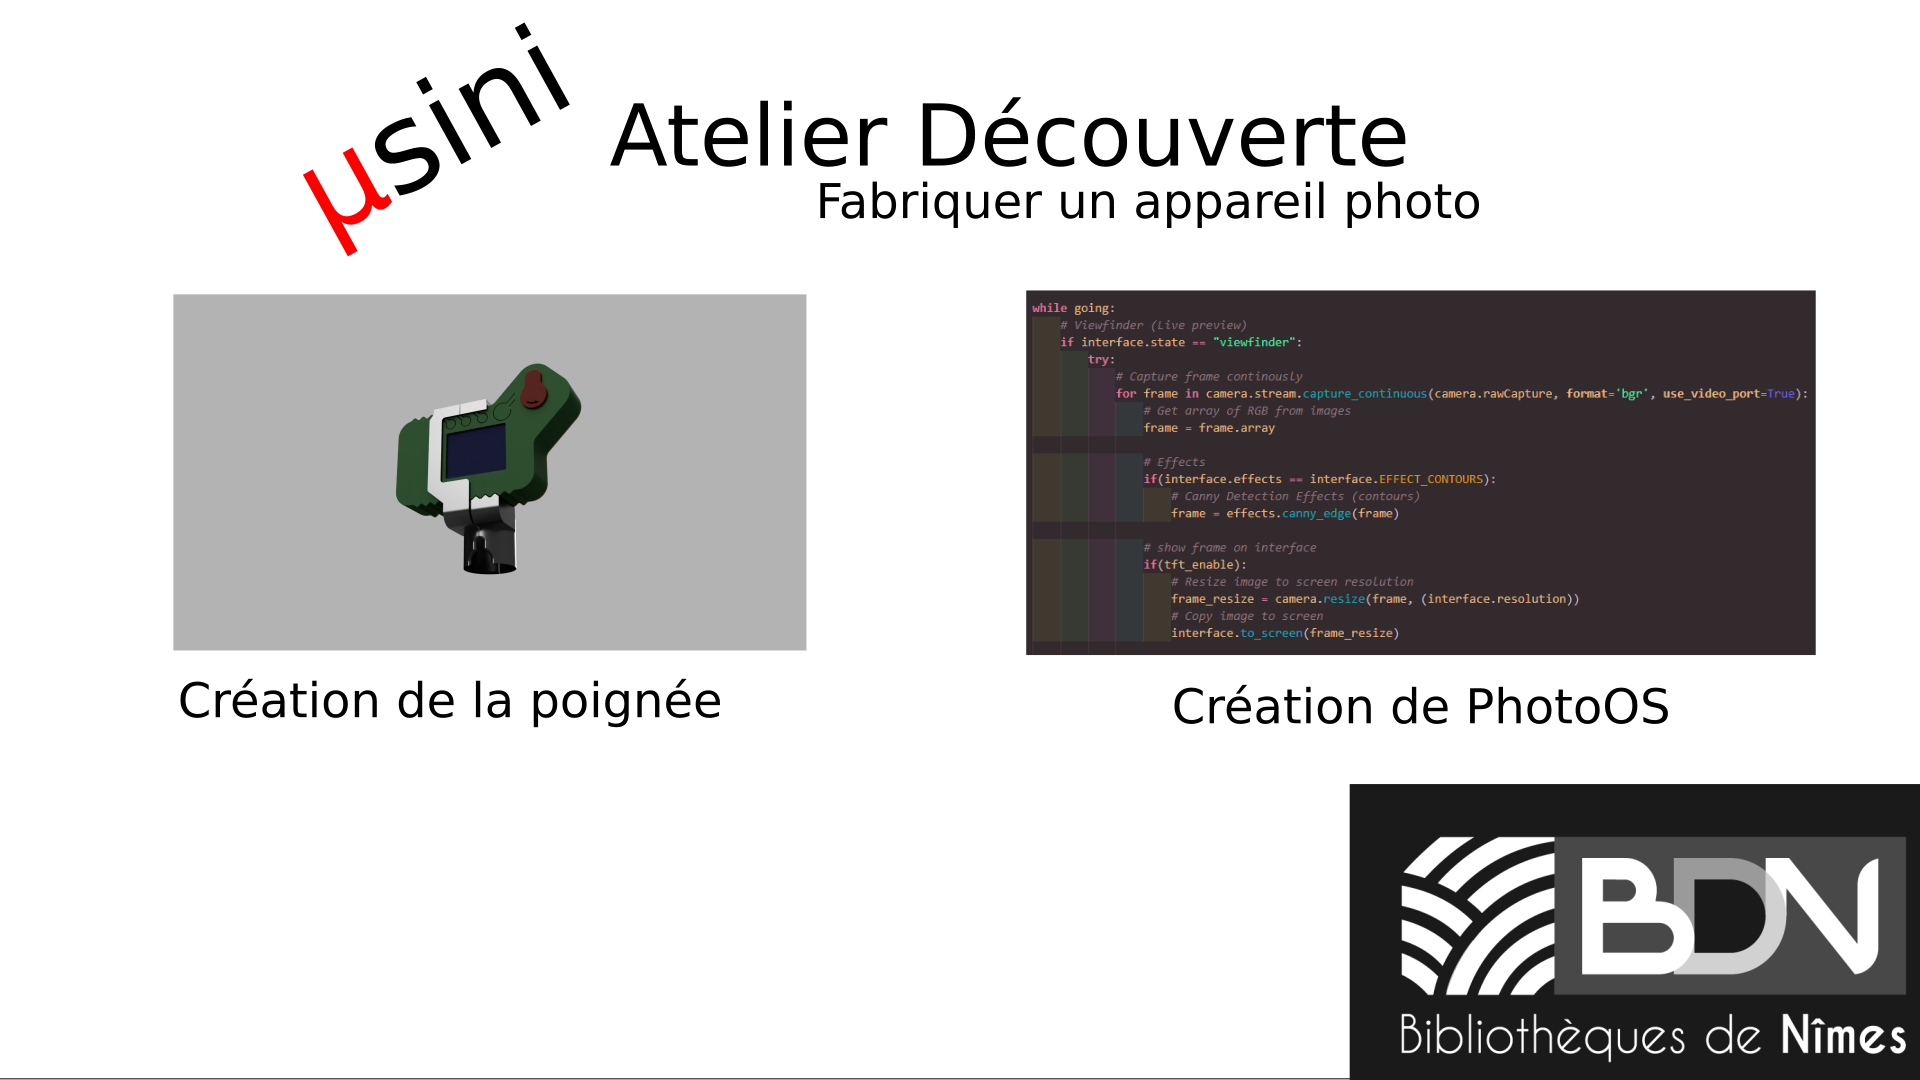 µsini
Atelier Découverte
Fabriquer un appareil photo
while going:
# Viewfinder (Live preview)
if interface.state == "viewfinder":
try:
# Capture frame continously
for frame in camera.stream.capture_continuous(camera.rawCapture, format='bgr', use_video_port=True):
# Get array of RGB from images
frame = frame.array
# Effects
if(interface.effects == interface.EFFECT_CONTOURS):
# Canny Detection Effects (contours)
frame = effects.canny_edge(frame)
# show frame on interface
if(tft_enable):
# Resize image to screen resolution
frame_resize = camera.resize(frame, (interface.resolution))
# Copy image to screen
interface.to_screen(frame_resize)
Création de la poignée
Création de PhotoOS
BDN
Bibliothèques de Nîmes